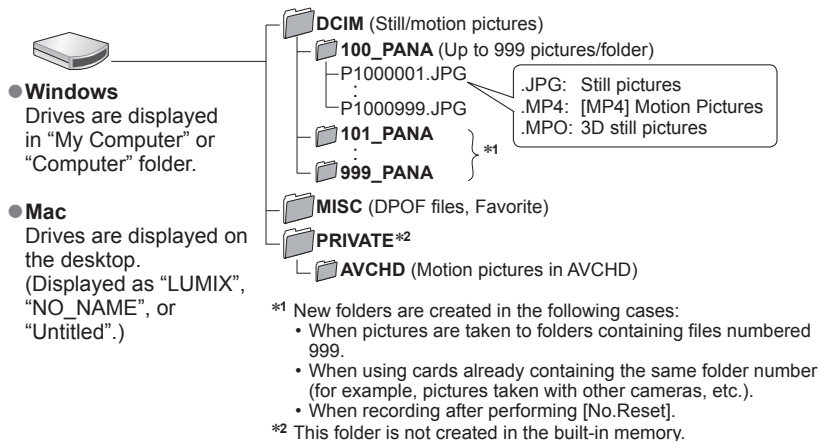 ●Windows
Drives are displayed
in “My Computer” or
“Computer” folder.
●Mac
Drives are displayed on
the desktop.
(Displayed as “LUMIX”,
“NO_NAME”, or
“Untitled”.)
DCIM (Still/motion pictures)
100_PANA (Up to 999 pictures/folder)
P1000001.JPG
:
P1000999.JPG
.JPG: Still pictures
.MP4: [MP4] Motion Pictures
.MPO: 3D still pictures
101_PANA
:
999_PANA
*1
MISC (DPOF files, Favorite)
PRIVATE*2
AVCHD (Motion pictures in AVCHD)
*1 New folders are created in the following cases:
• When pictures are taken to folders containing files numbered
999.
• When using cards already containing the same folder number
(for example, pictures taken with other cameras, etc.).
• When recording after performing [No.Reset].
*2 This folder is not created in the built-in memory.